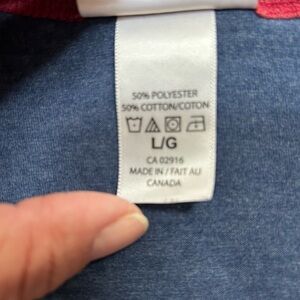 50% POLYESTER
50% COTTON/COTON
L/G
CA 02916
MADE IN / FAIT AU
CANADA